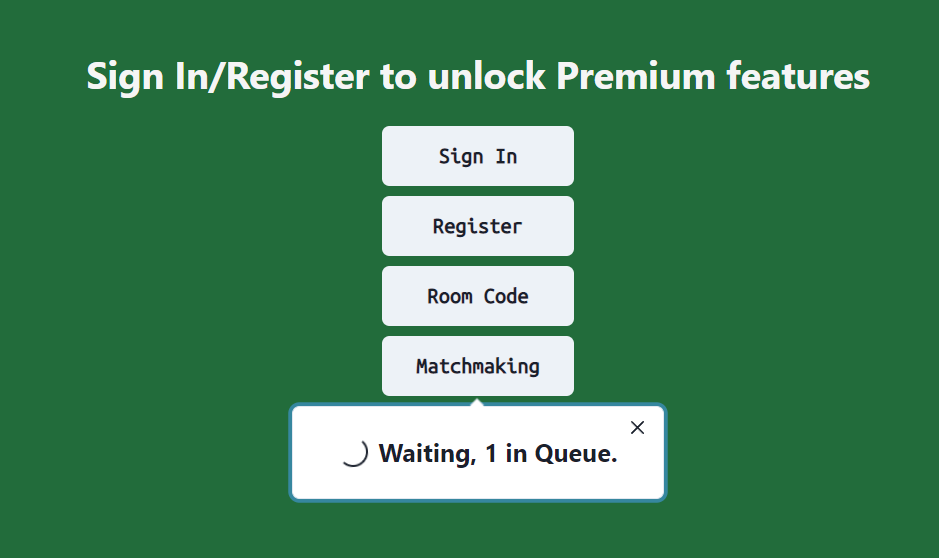 Sign In/Register to unlock Premium features
Sign In
Register
Room Code
Matchmaking
Waiting, 1 in Queue.